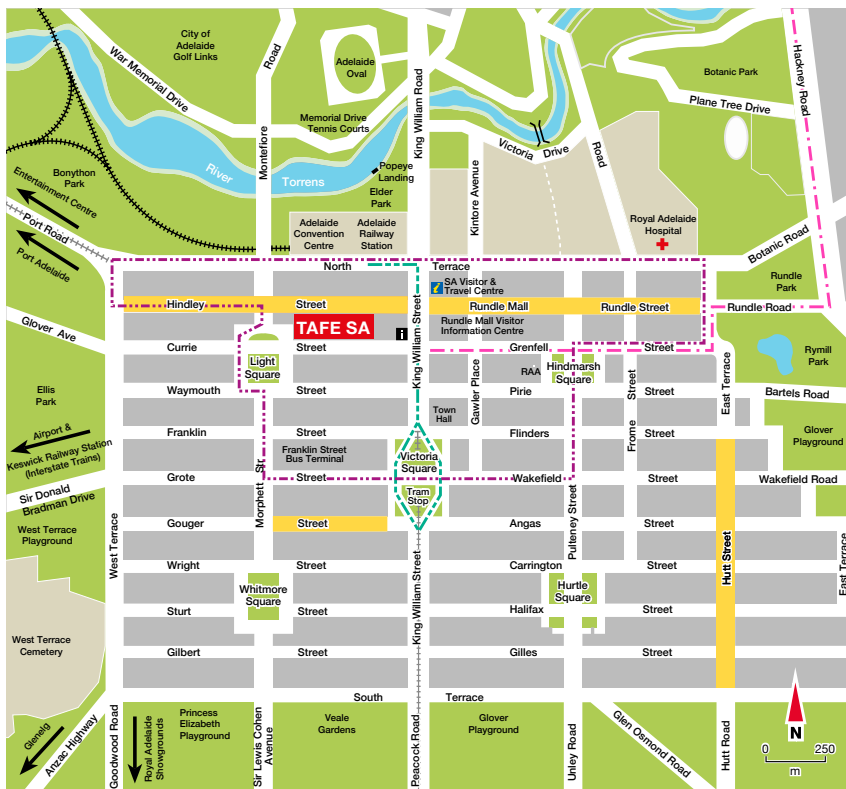 City of
Adelaide
Golf Links
War Memorial Drive
Road
Adelaide
Oval
Memorial Drive
Tennis Courts
King William Road
Montefiore
River
Torrens
Popeye
Landing
Elder
Park
Victoria
Drive
Road
Kintore Avenue
Botanic Park
Plane Tree Drive
Hackney Road
Bonython
Park
Entertainment Centre
Port Road
Port Adelaide
Adelaide
Convention
Centre
Adelaide
Railway
Station
Royal Adelaide
Hospital
Botanic Road
North
Terrace
SA Visitor &
Travel Centre
Rundle
Park
Hindley
Street
Rundle Mall
Rundle Street
Rundle Road
Glover Ave
TAFE SA
i
Rundle Mall Visitor
Information Centre
King William Street
Currie
Street
Grenfell
Street
Rymill
Park
Light
Square
RAA
Hindmarsh
Square
Gawler Place
Ellis
Park
Waymouth
Street
Pirie
Street
Frome
Street
East Terrace
Bartels Road
Town
Hall
Franklin
Street
Flinders
Street
Glover
Playground
Airport &
Keswick Railway Station
(Interstate Trains)
Franklin Street
Bus Terminal
Victoria
Square
Grote
Street
Wakefield
Street
Wakefield Road
Sir Donald
Bradman Drive
Morphett
Str.
Tram
Stop
Pulteney Street
West Terrace
Playground
West Terrace
Gouger
Street
Angas
Street
Hutt Street
East Terrace
Wright
Street
Carrington
Street
King William Street
Whitmore
Square
Hurtle
Square
Sturt
Street
Halifax
Street
West Terrace
Cemetery
Gilbert
Street
Gilles
Street
South
Terrace
Glenelg
Anzac Highway
Goodwood Road
Royal Adelaide
Showgrounds
Princess
Elizabeth
Playground
Sir Lewis Cohen
Avenue
Veale
Gardens
Peacock Road
Glover
Playground
Unley Road
Glen Osmond Road
Hutt Road
N
0
250
m